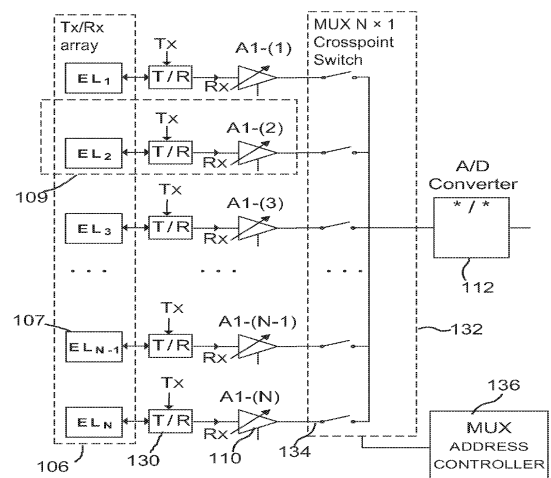 Tx/Rx
array
Tx
A1-(1)
MUX N × 1
Crosspoint
Switch
EL1
T/R
Rx
Tx
A1-(2)
EL2
T/R
Rx
109
Tx
A1-(3)
EL3
T/R
Rx
A/D
Converter
* / *
112
. . .
. . .
. . .
107
Tx
A1-(N-1)
ELN-1
T/R
Rx
132
Tx
A1-(N)
ELN
T/R
Rx
106
130
110
134
136
MUX
ADDRESS
CONTROLLER